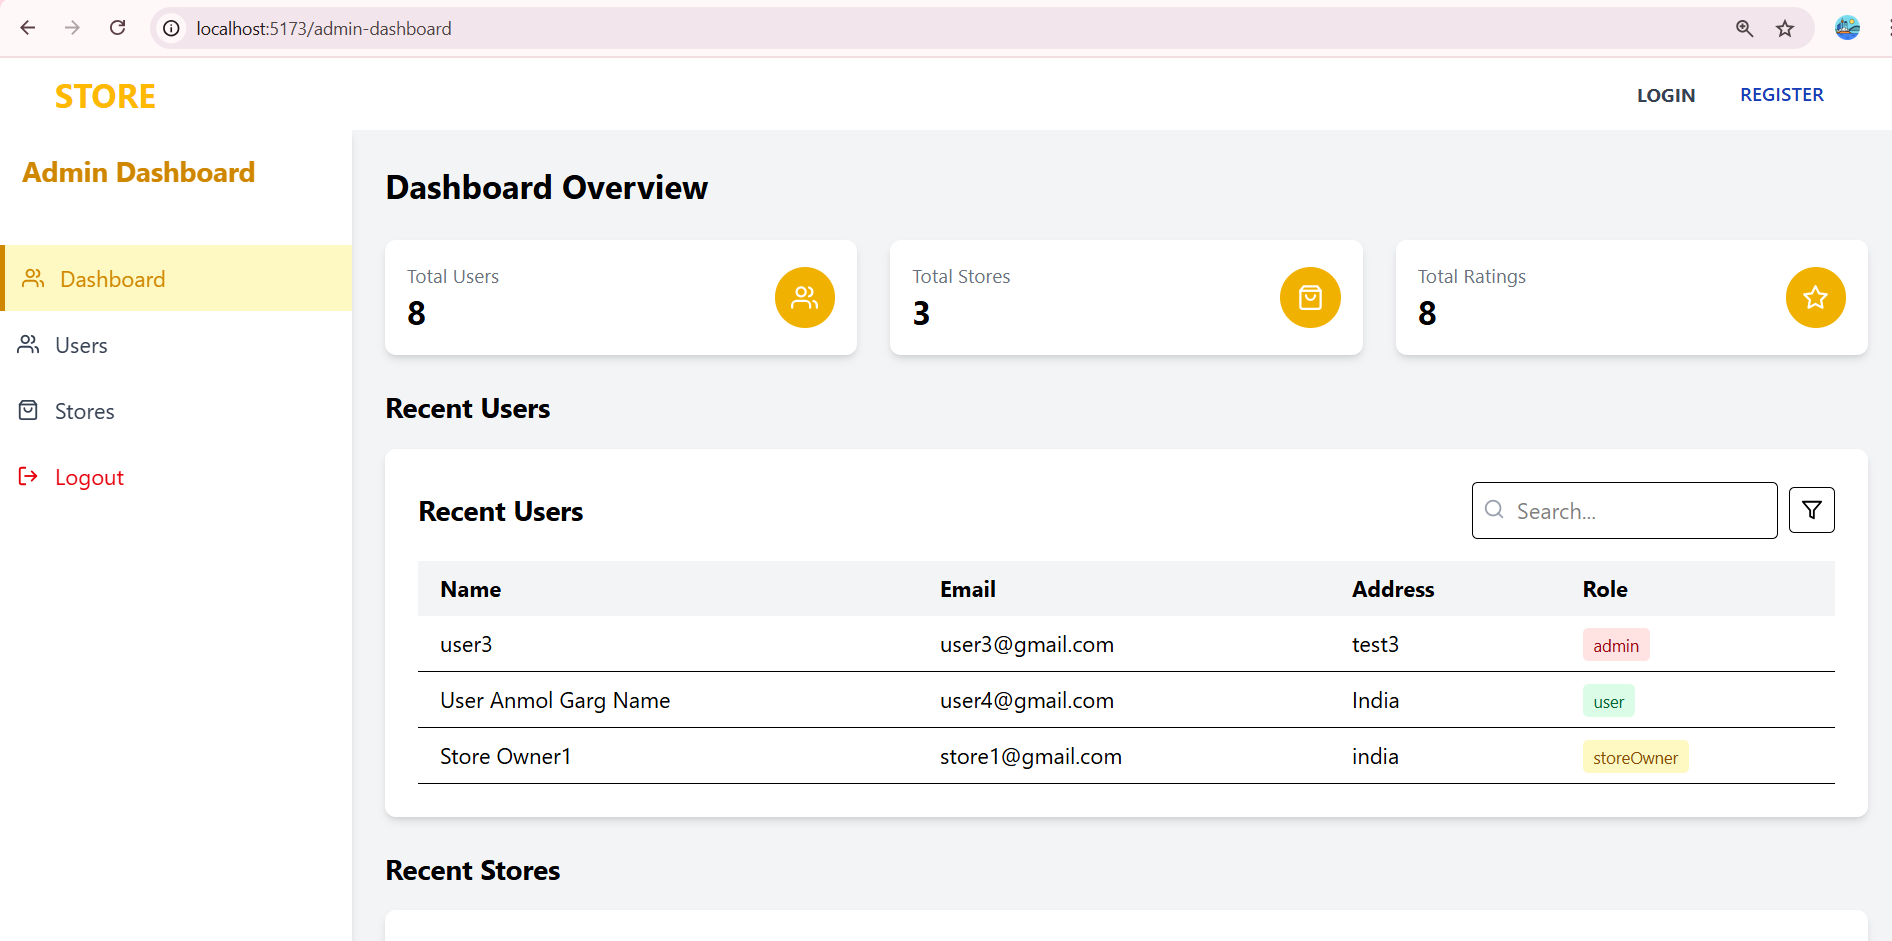 localhost:5173/admin-dashboard
STORE
LOGIN
REGISTER
Admin Dashboard
Dashboard
Users
Stores
Logout
Dashboard Overview
Total Users
8
Total Stores
3
Total Ratings
8
Recent Users
Recent Users
Search...
Name Email Address Role
user3 user3@gmail.com test3 admin
User Anmol Garg Name user4@gmail.com India user
Store Owner1 store1@gmail.com india storeOwner
Recent Stores